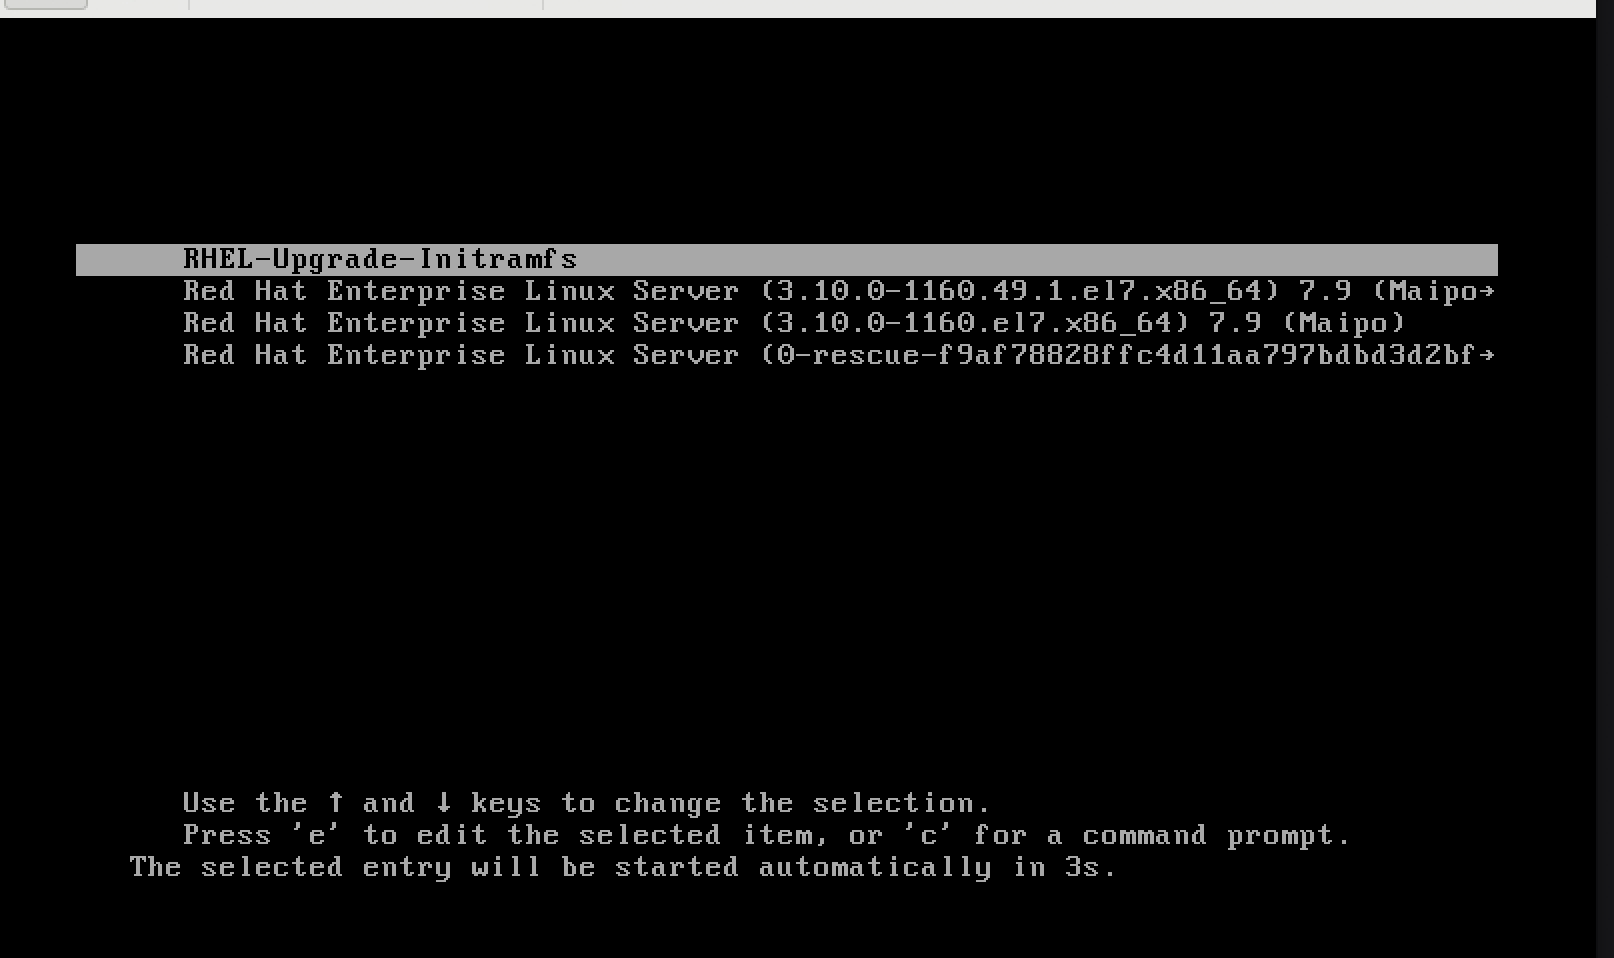 RHEL-Upgrade-Initramfs
Red Hat Enterprise Linux Server (3.10.0-1160.49.1.el7.x86_64) 7.9 (Maipo→
Red Hat Enterprise Linux Server (3.10.0-1160.el7.x86_64) 7.9 (Maipo)
Red Hat Enterprise Linux Server (0-rescue-f9af78828ffc4d11aa797bdbd3d2bf→
Use the ↑ and ↓ keys to change the selection.
Press 'e' to edit the selected item, or 'c' for a command prompt.
The selected entry will be started automatically in 3s.